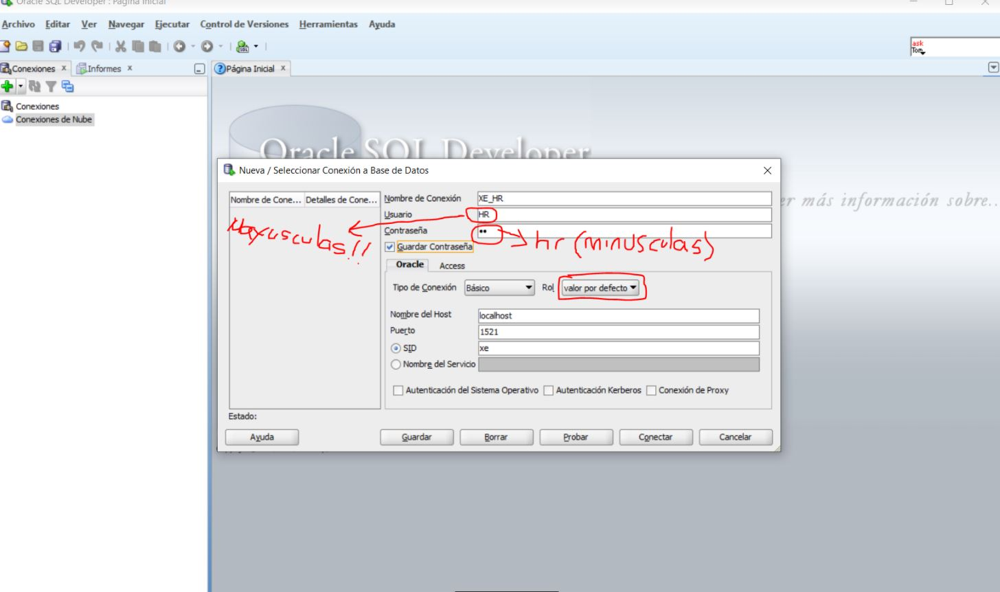 Oracle SQL Developer : Página Inicial
Archivo Editar Ver Navegar Ejecutar Control de Versiones Herramientas Ayuda
SQL
ask
Tom
Conexiones x Informes x
Página Inicial x
Conexiones
Conexiones de Nube
Oracle SQL Developer
er más información sobre..
Nueva / Seleccionar Conexión a Base de Datos
Nombre de Cone... Detalles de Cone...
Nombre de Conexión XE_HR
Usuario HR
Mayusculas!!
Contraseña ••
hr (minusculas)
Guardar Contraseña
Oracle Access
Tipo de Conexión Básico Rol valor por defecto
Nombre del Host localhost
Puerto 1521
SID xe
Nombre del Servicio
Autenticación del Sistema Operativo Autenticación Kerberos Conexión de Proxy
Estado:
Ayuda Guardar Borrar Probar Conectar Cancelar